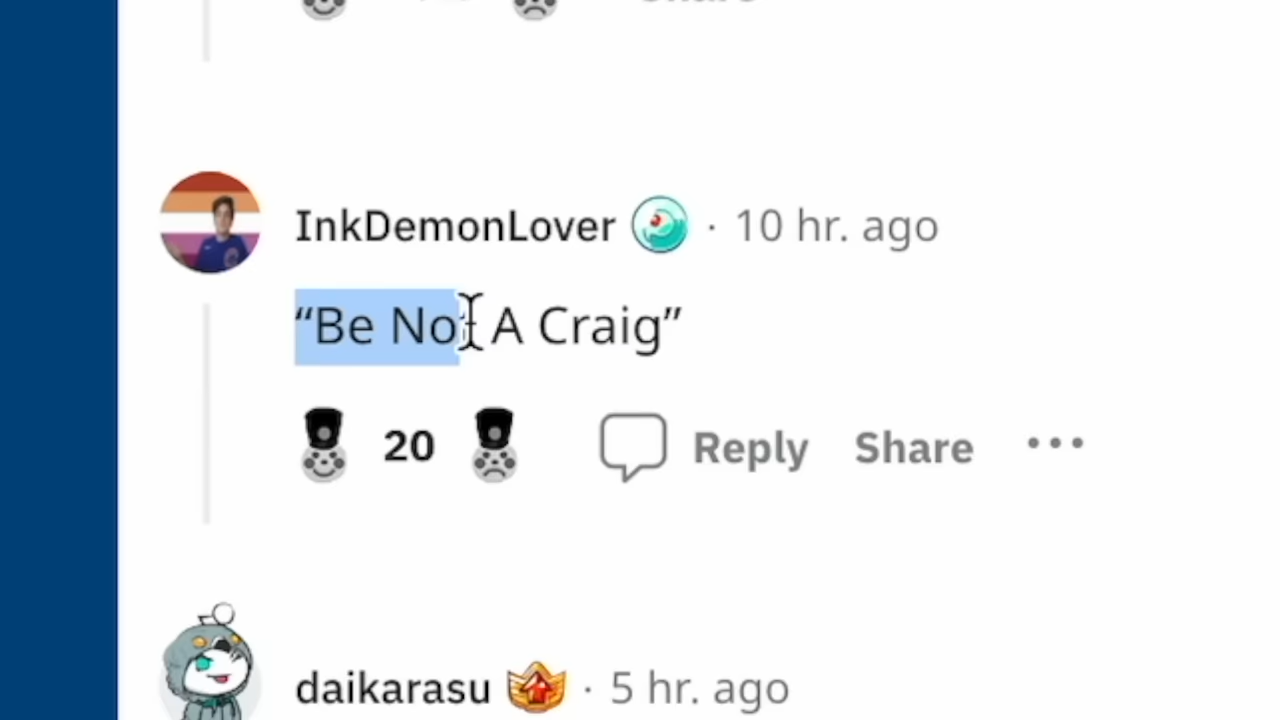 InkDemonLover · 10 hr. ago
“Be Not A Craig”
20 Reply Share •••
daikarasu · 5 hr. ago